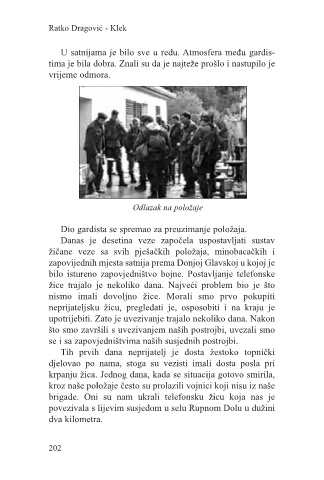 Ratko Dragović - Klek
U satnijama je bilo sve u redu. Atmosfera među gardis-
tima je bila dobra. Znali su da je najteže prošlo i nastupilo je
vrijeme odmora.
Odlazak na položaje
Dio gardista se spremao za preuzimanje položaja.
Danas je desetina veze započela uspostavljati sustav
žičane veze sa svih pješačkih položaja, minobacačkih i
zapovijednih mjesta satnija prema Donjoj Glavskoj u kojoj je
bilo istureno zapovjedništvo bojne. Postavljanje telefonske
žice trajalo je nekoliko dana. Najveći problem bio je što
nismo imali dovoljno žice. Morali smo prvo pokupiti
neprijateljsku žicu, pregledati je, osposobiti i na kraju je
upotrijebiti. Zato je uvezivanje trajalo nekoliko dana. Nakon
što smo završili s uvezivanjem naših postrojbi, uvezali smo
se i sa zapovjedništvima naših susjednih postrojbi.
Tih prvih dana neprijatelj je dosta žestoko topnički
djelovao po nama, stoga su vezisti imali dosta posla pri
krpanju žica. Jednog dana, kada se situacija gotovo smirila,
kroz naše položaje često su prolazili vojnici koji nisu iz naše
brigade. Oni su nam ukrali telefonsku žicu koja nas je
povezivala s lijevim susjedom u selu Rupnom Dolu u dužini
dva kilometra.
202